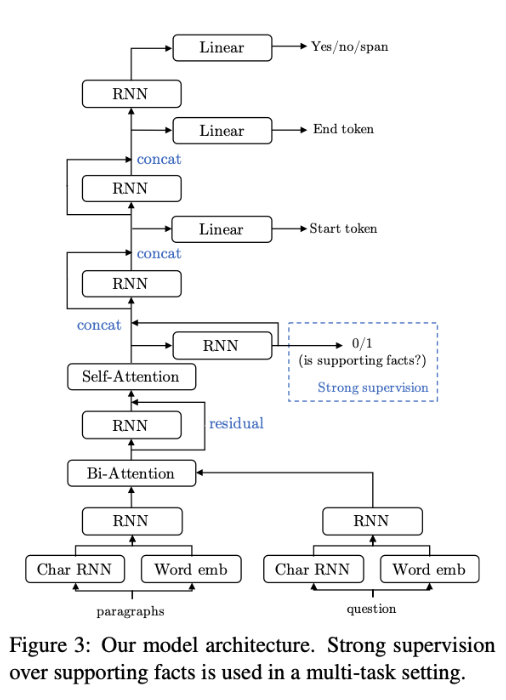 Linear
Yes/no/span
RNN
Linear
End token
concat
RNN
Linear
Start token
concat
RNN
concat
RNN
0/1
(is supporting facts?)
Strong supervision
Self-Attention
RNN
residual
Bi-Attention
RNN
RNN
Char RNN
Word emb
Char RNN
Word emb
paragraphs
question
Figure 3: Our model architecture. Strong supervision
over supporting facts is used in a multi-task setting.